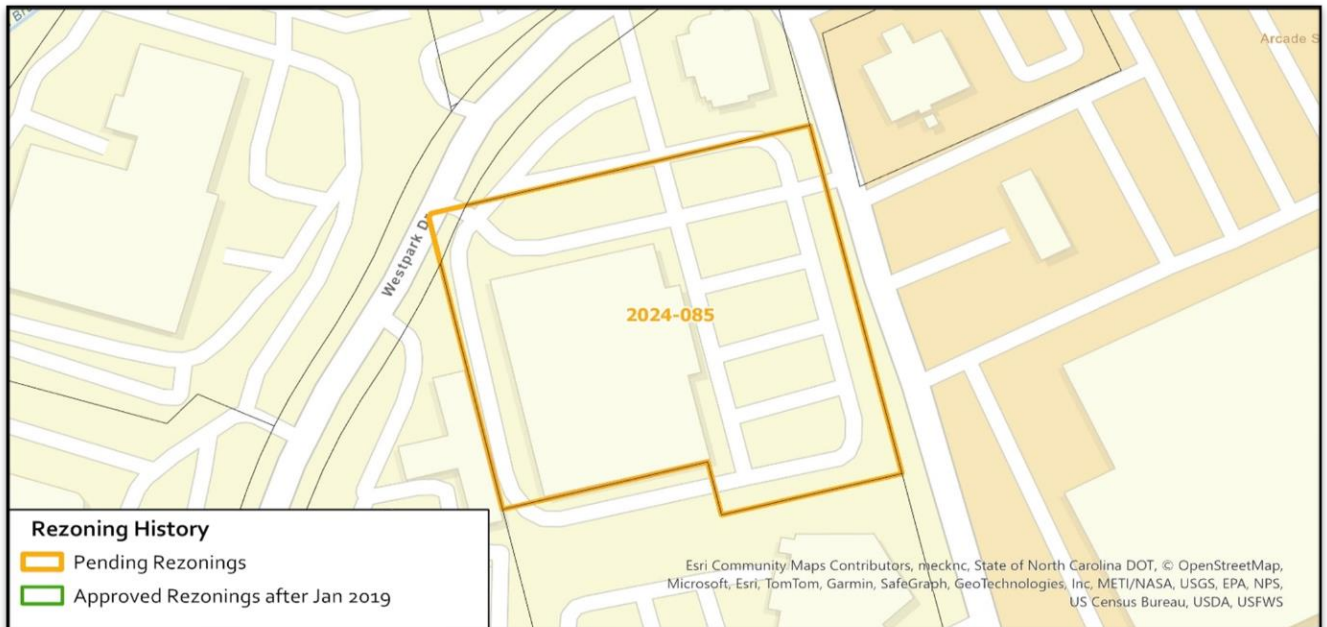 Bro
Arcade S
Westpark Dr
2024-085
Rezoning History
Pending Rezonings
Approved Rezonings after Jan 2019
Esri Community Maps Contributors, mecknc, State of North Carolina DOT, © OpenStreetMap,
Microsoft, Esri, TomTom, Garmin, SafeGraph, GeoTechnologies, Inc, METI/NASA, USGS, EPA, NPS,
US Census Bureau, USDA, USFWS